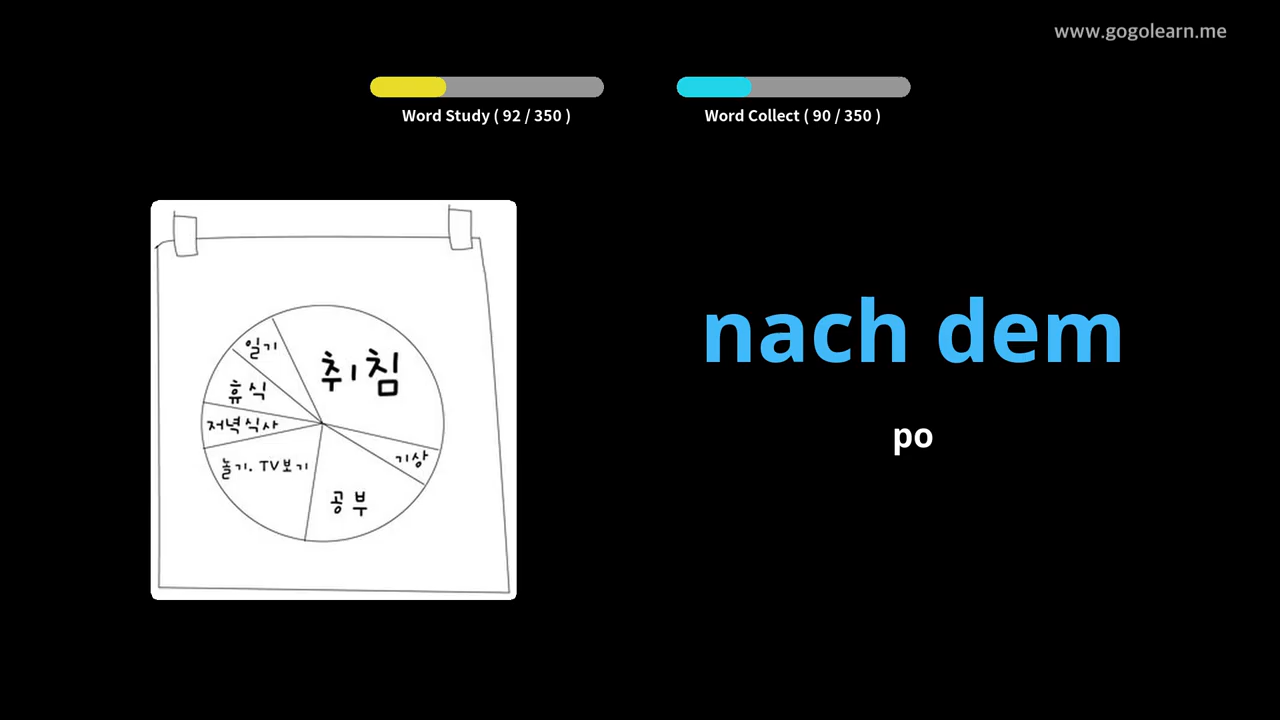 www.gogolearn.me
Word Study ( 92 / 350 )
Word Collect ( 90 / 350 )
일기
취침
휴식
저녁식사
놀기. TV보기
기상
공부
nach dem
po